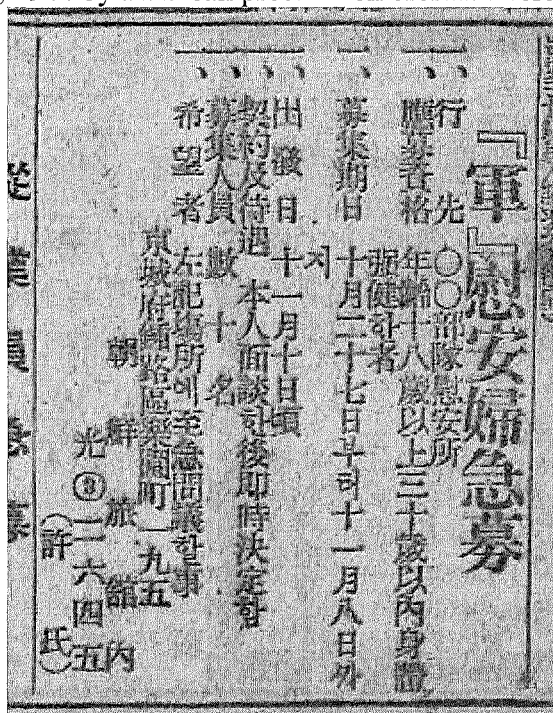 『軍』慰安婦急募
一、行先 〇〇部隊慰安所
一、應募資格 年齡十八歲以上三十歲以內身體
强健한者
一、募集期日 十月二十七日부터十一月八日ᄭᅡ
지
一、出發日 十一月十日頃
一、契約及待遇 本人面談한後即時決定함
一、募集人員 數十名
一、希望者 左記場所에至急問議할事
京城府鍾路區樂園町一九五
朝鮮旅館內
光③二六四五
(許氏)
從業員急募